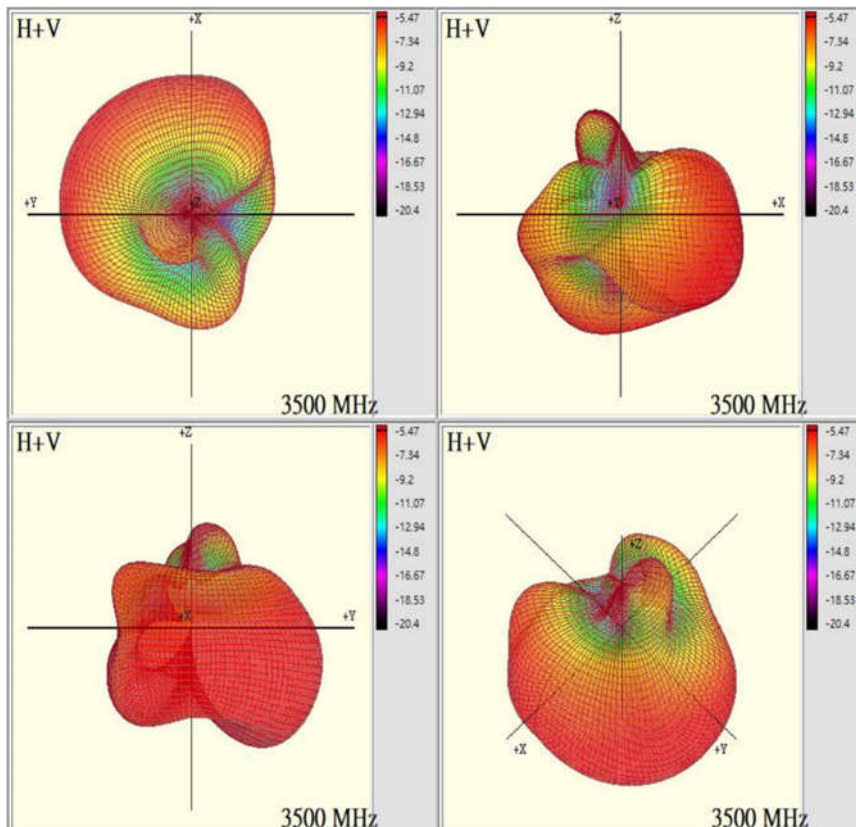 H+V
+X
+Y
+Z
-5.47
-7.34
-9.2
-11.07
-12.94
-14.8
-16.67
-18.53
-20.4
3500 MHz
H+V
+Z
+X
-5.47
-7.34
-9.2
-11.07
-12.94
-14.8
-16.67
-18.53
-20.4
3500 MHz
H+V
+Z
+X
+Y
-5.47
-7.34
-9.2
-11.07
-12.94
-14.8
-16.67
-18.53
-20.4
3500 MHz
H+V
+Z
+X
+Y
-5.47
-7.34
-9.2
-11.07
-12.94
-14.8
-16.67
-18.53
-20.4
3500 MHz